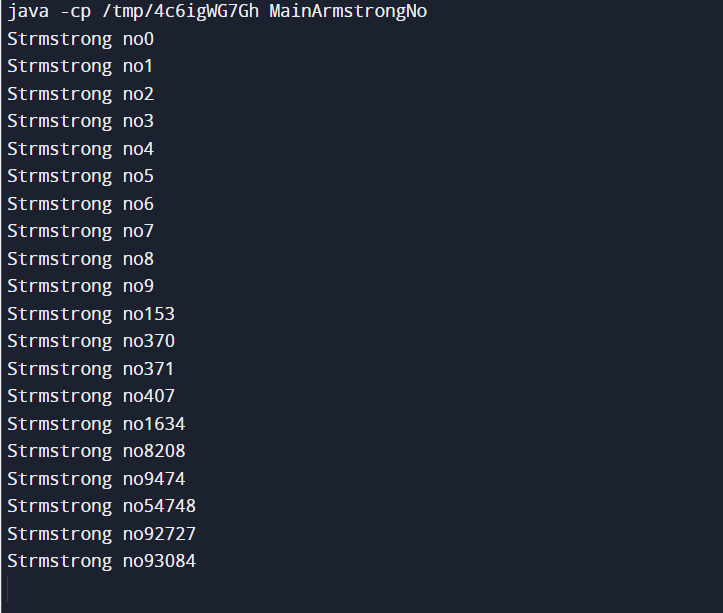 java -cp /tmp/4c6igWG7Gh MainArmstrongNo
Strmstrong no0
Strmstrong no1
Strmstrong no2
Strmstrong no3
Strmstrong no4
Strmstrong no5
Strmstrong no6
Strmstrong no7
Strmstrong no8
Strmstrong no9
Strmstrong no153
Strmstrong no370
Strmstrong no371
Strmstrong no407
Strmstrong no1634
Strmstrong no8208
Strmstrong no9474
Strmstrong no54748
Strmstrong no92727
Strmstrong no93084